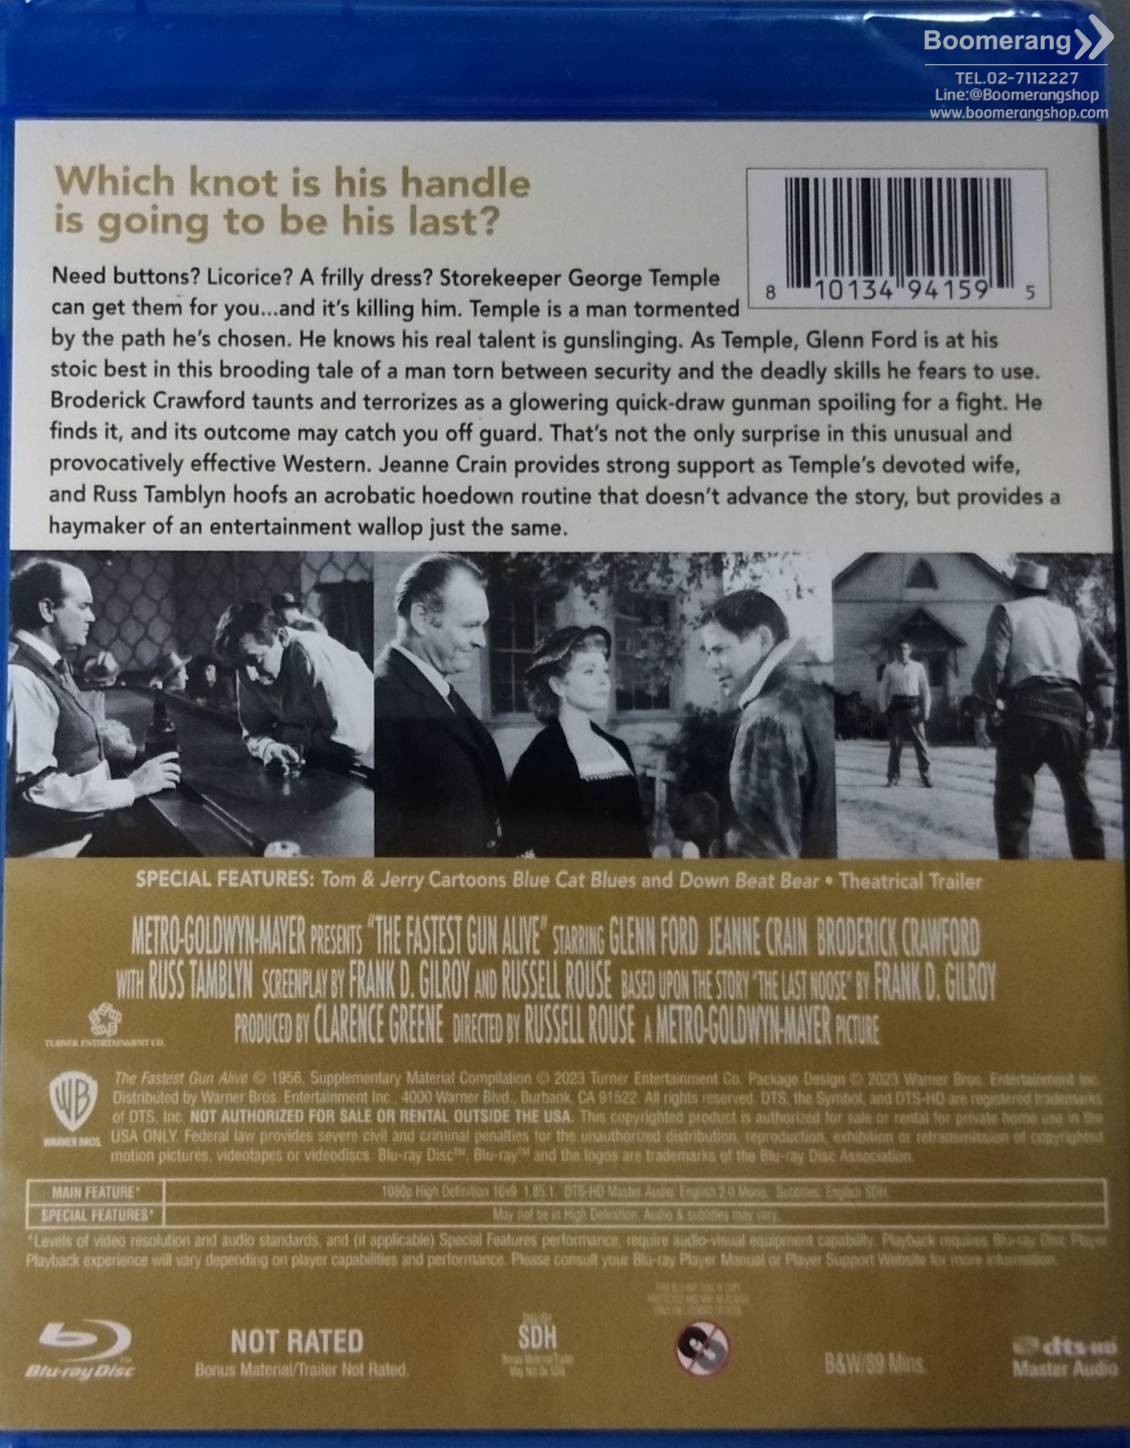 Boomerang
TEL.02-7112227
Line:@Boomerangshop
www.boomerangshop.com
Which knot is his handle
is going to be his last?
8 10134 94159 5
Need buttons? Licorice? A frilly dress? Storekeeper George Temple
can get them for you...and it's killing him. Temple is a man tormented
by the path he's chosen. He knows his real talent is gunslinging. As Temple, Glenn Ford is at his
stoic best in this brooding tale of a man torn between security and the deadly skills he fears to use.
Broderick Crawford taunts and terrorizes as a glowering quick-draw gunman spoiling for a fight. He
finds it, and its outcome may catch you off guard. That's not the only surprise in this unusual and
provocatively effective Western. Jeanne Crain provides strong support as Temple's devoted wife,
and Russ Tamblyn hoofs an acrobatic hoedown routine that doesn't advance the story, but provides a
haymaker of an entertainment wallop just the same.
SPECIAL FEATURES: Tom & Jerry Cartoons Blue Cat Blues and Down Beat Bear • Theatrical Trailer
METRO-GOLDWYN-MAYER PRESENTS "THE FASTEST GUN ALIVE" STARRING GLENN FORD JEANNE CRAIN BRODERICK CRAWFORD
WITH RUSS TAMBLYN SCREENPLAY BY FRANK D. GILROY AND RUSSELL ROUSE BASED UPON THE STORY "THE LAST NOOSE" BY FRANK D. GILROY
PRODUCED BY CLARENCE GREENE DIRECTED BY RUSSELL ROUSE A METRO-GOLDWYN-MAYER PICTURE
TURNER ENTERTAINMENT CO.
WB
WARNER BROS.
The Fastest Gun Alive © 1956, Supplementary Material Compilation © 2023 Turner Entertainment Co. Package Design © 2023 Warner Bros. Entertainment Inc.
Distributed by Warner Bros. Entertainment Inc., 4000 Warner Blvd., Burbank, CA 91522. All rights reserved. DTS, the Symbol, and DTS-HD are registered trademarks
of DTS, Inc. NOT AUTHORIZED FOR SALE OR RENTAL OUTSIDE THE USA. This copyrighted product is authorized for sale or rental for private home use in the
USA ONLY. Federal law provides severe civil and criminal penalties for the unauthorized distribution, reproduction, exhibition or retransmission of copyrighted
motion pictures, videotapes or videodiscs. Blu-ray Disc™, Blu-ray™ and the logos are trademarks of the Blu-ray Disc Association.
MAIN FEATURE* 1080p High Definition 16x9 1.85:1 DTS-HD Master Audio: English 2.0 Mono. Subtitles: English SDH.
SPECIAL FEATURES* May not be in High Definition. Audio & subtitles may vary.
*Levels of video resolution and audio standards, and (if applicable) Special Features performance, require audio-visual equipment capability. Playback requires Blu-ray Disc Player.
Playback experience will vary depending on player capabilities and performance. Please consult your Blu-ray Player Manual or Player Support Website for more information.
Blu-ray Disc
NOT RATED
Bonus Material/Trailer Not Rated.
ENGLISH
SDH
Bonus Material/Trailer
May Not Be SDH.
B&W/89 Mins.
dts-HD
Master Audio